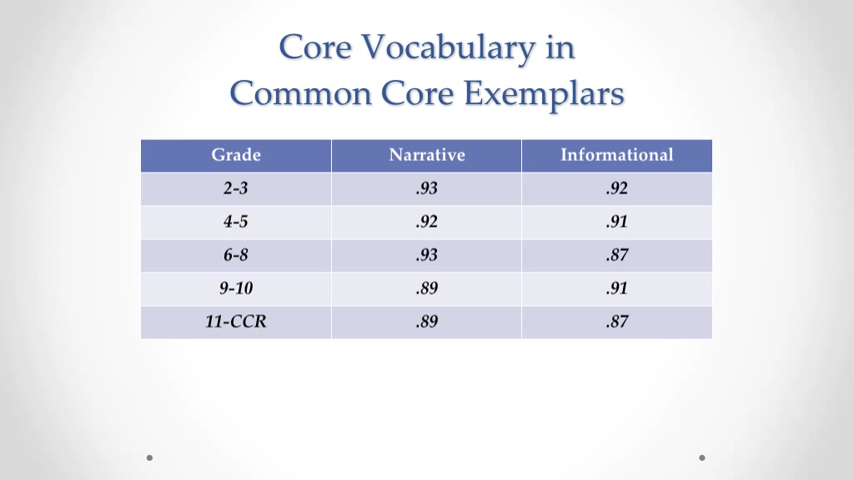 Core Vocabulary in
Common Core Exemplars
Grade Narrative Informational
2-3 .93 .92
4-5 .92 .91
6-8 .93 .87
9-10 .89 .91
11-CCR .89 .87